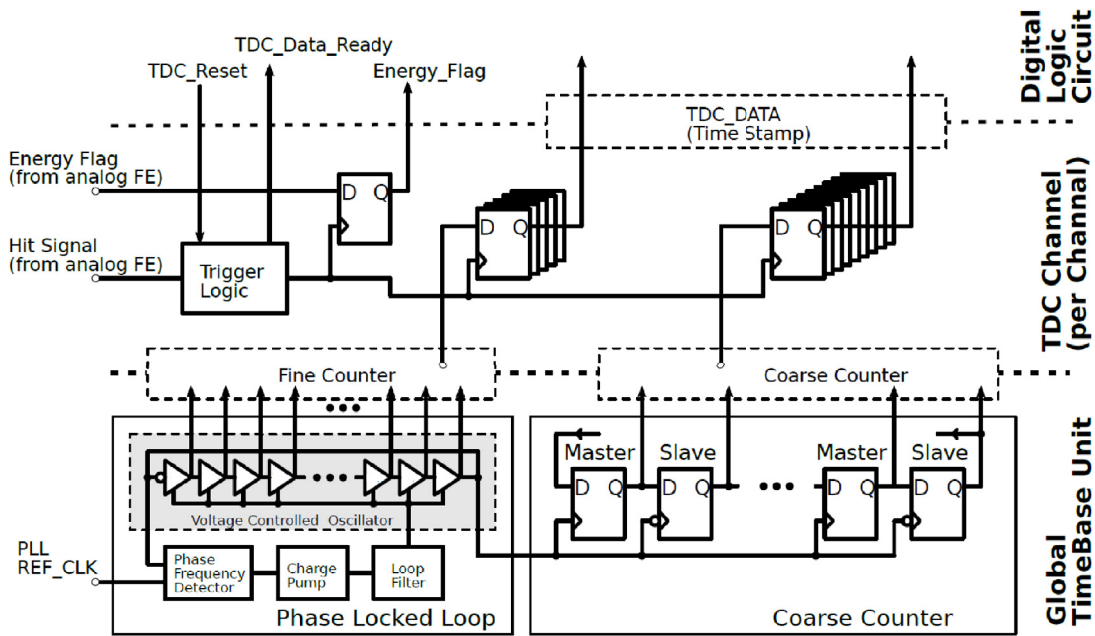 TDC_Data_Ready
TDC_Reset
Energy_Flag
Digital
Logic
Circuit
TDC_DATA
(Time Stamp)
Energy Flag
(from analog FE)
D Q
D Q
D Q
Hit Signal
(from analog FE)
Trigger
Logic
TDC Channel
(per Channel)
Fine Counter
Coarse Counter
Master
Slave
Master
Slave
D Q
D Q
D Q
D Q
Voltage Controlled Oscillator
PLL
REF_CLK
Phase
Frequency
Detector
Charge
Pump
Loop
Filter
Phase Locked Loop
Coarse Counter
Global
TimeBase Unit